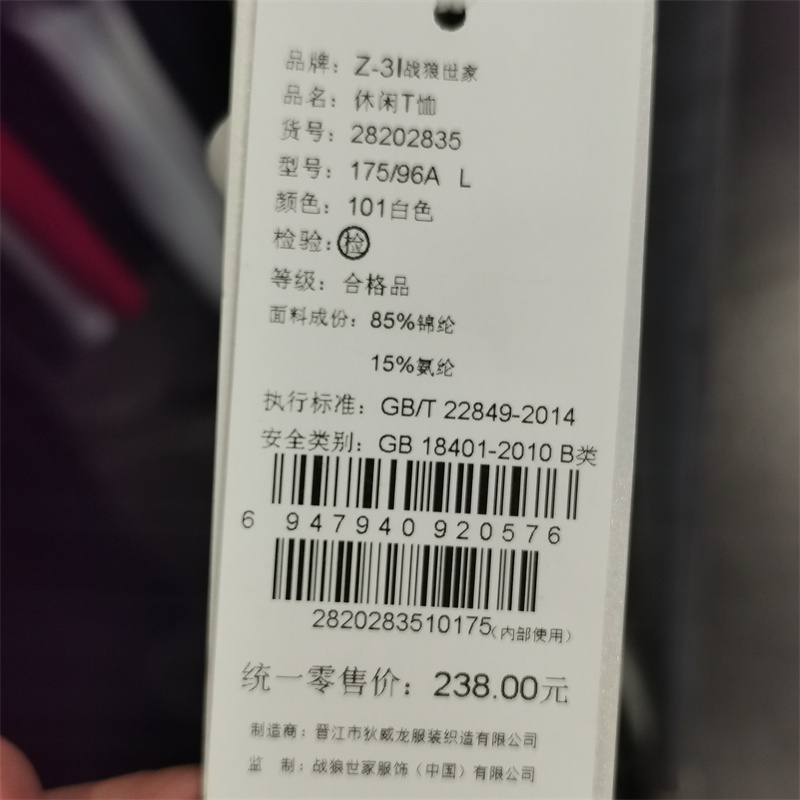 品牌：Z-3I战狼世家
品名：休闲T恤
货号：28202835
型号：175/96A L
颜色：101白色
检验：检
等级：合格品
面料成份：85%锦纶
15%氨纶
执行标准：GB/T 22849-2014
安全类别：GB 18401-2010 B类
6 947940 920576
2820283510175(内部使用)
统一零售价：238.00元
制造商：晋江市狄威龙服装织造有限公司
监 制：战狼世家服饰（中国）有限公司